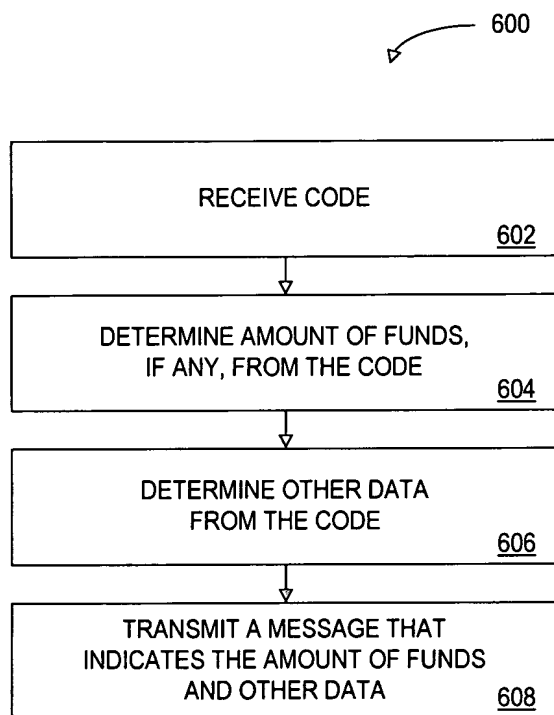 600
RECEIVE CODE
602
DETERMINE AMOUNT OF FUNDS,
IF ANY, FROM THE CODE
604
DETERMINE OTHER DATA
FROM THE CODE
606
TRANSMIT A MESSAGE THAT
INDICATES THE AMOUNT OF FUNDS
AND OTHER DATA
608